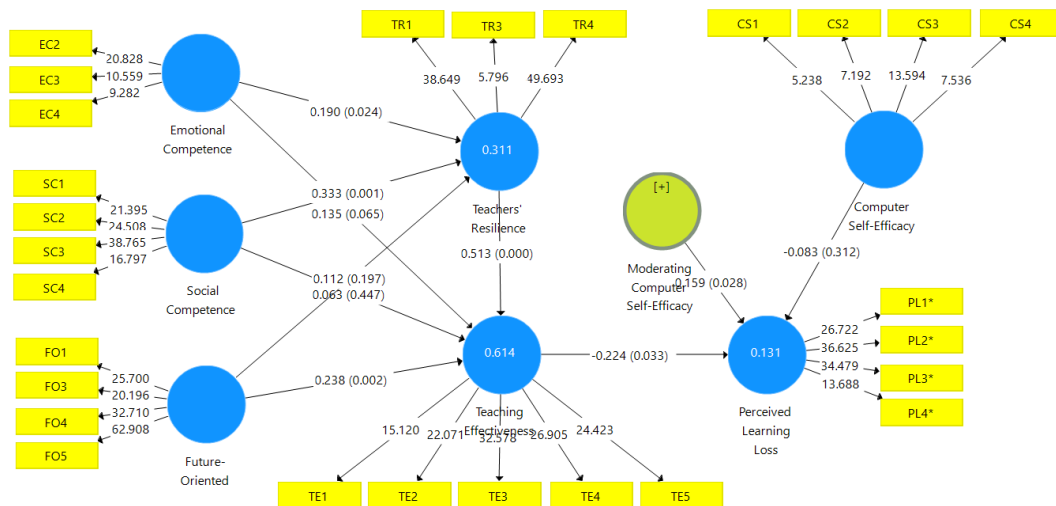 TR1
TR3
TR4
CS1
CS2
CS3
CS4
EC2
EC3
EC4
20.828
10.559
9.282
38.649
5.796
49.693
5.238
7.192
13.594
7.536
Emotional
Competence
0.190 (0.024)
0.311
Teachers'
Resilience
[+]
Moderating
Computer
Self-Efficacy
Computer
Self-Efficacy
SC1
SC2
SC3
SC4
21.395
24.508
38.765
16.797
Social
Competence
0.333 (0.001)
0.135 (0.065)
0.513 (0.000)
-0.083 (0.312)
0.159 (0.028)
0.112 (0.197)
0.063 (0.447)
FO1
FO3
FO4
FO5
25.700
20.196
32.710
62.908
Future-
Oriented
0.238 (0.002)
0.614
Teaching
Effectiveness
-0.224 (0.033)
0.131
Perceived
Learning
Loss
26.722
36.625
34.479
13.688
PL1*
PL2*
PL3*
PL4*
15.120
22.071
32.578
26.905
24.423
TE1
TE2
TE3
TE4
TE5